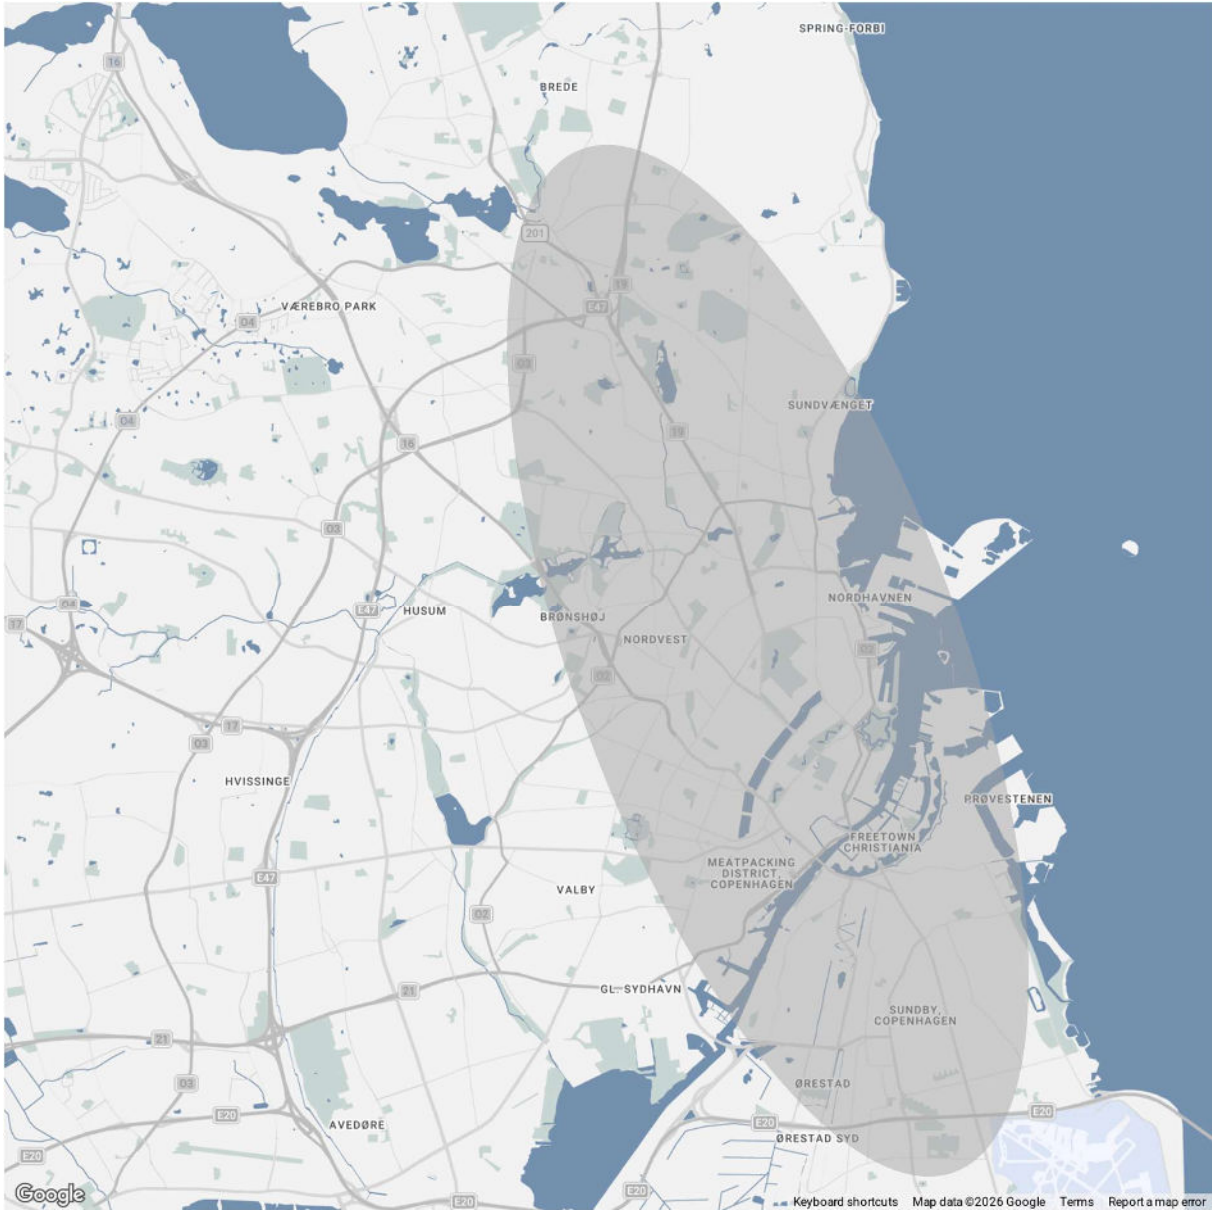 SPRING-FORBI
16
BREDE
201
19
VÆREBRO PARK
E47
O4
O3
SUNDVÆNGET
O4
19
16
O3
NORDHAVNEN
O4
E47
HUSUM
BRØNSHØJ
17
NORDVEST
O2
O2
17
O3
HVISSINGE
PRØVESTENEN
FREETOWN
CHRISTIANIA
MEATPACKING
DISTRICT,
COPENHAGEN
E47
VALBY
O2
GL. SYDHAVN
21
SUNDBY,
COPENHAGEN
21
O3
ØRESTAD
E20
E20
E20
AVEDØRE
ØRESTAD SYD
E20
E20
E20
Google
Keyboard shortcuts Map data ©2026 Google Terms Report a map error